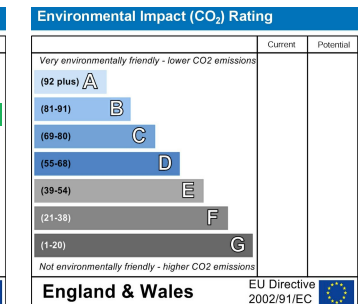 Environmental Impact (CO₂) Rating
Current Potential
Very environmentally friendly - lower CO2 emissions
(92 plus) A
(81-91) B
(69-80) C
(55-68) D
(39-54) E
(21-38) F
(1-20) G
Not environmentally friendly - higher CO2 emissions
England & Wales EU Directive
2002/91/EC